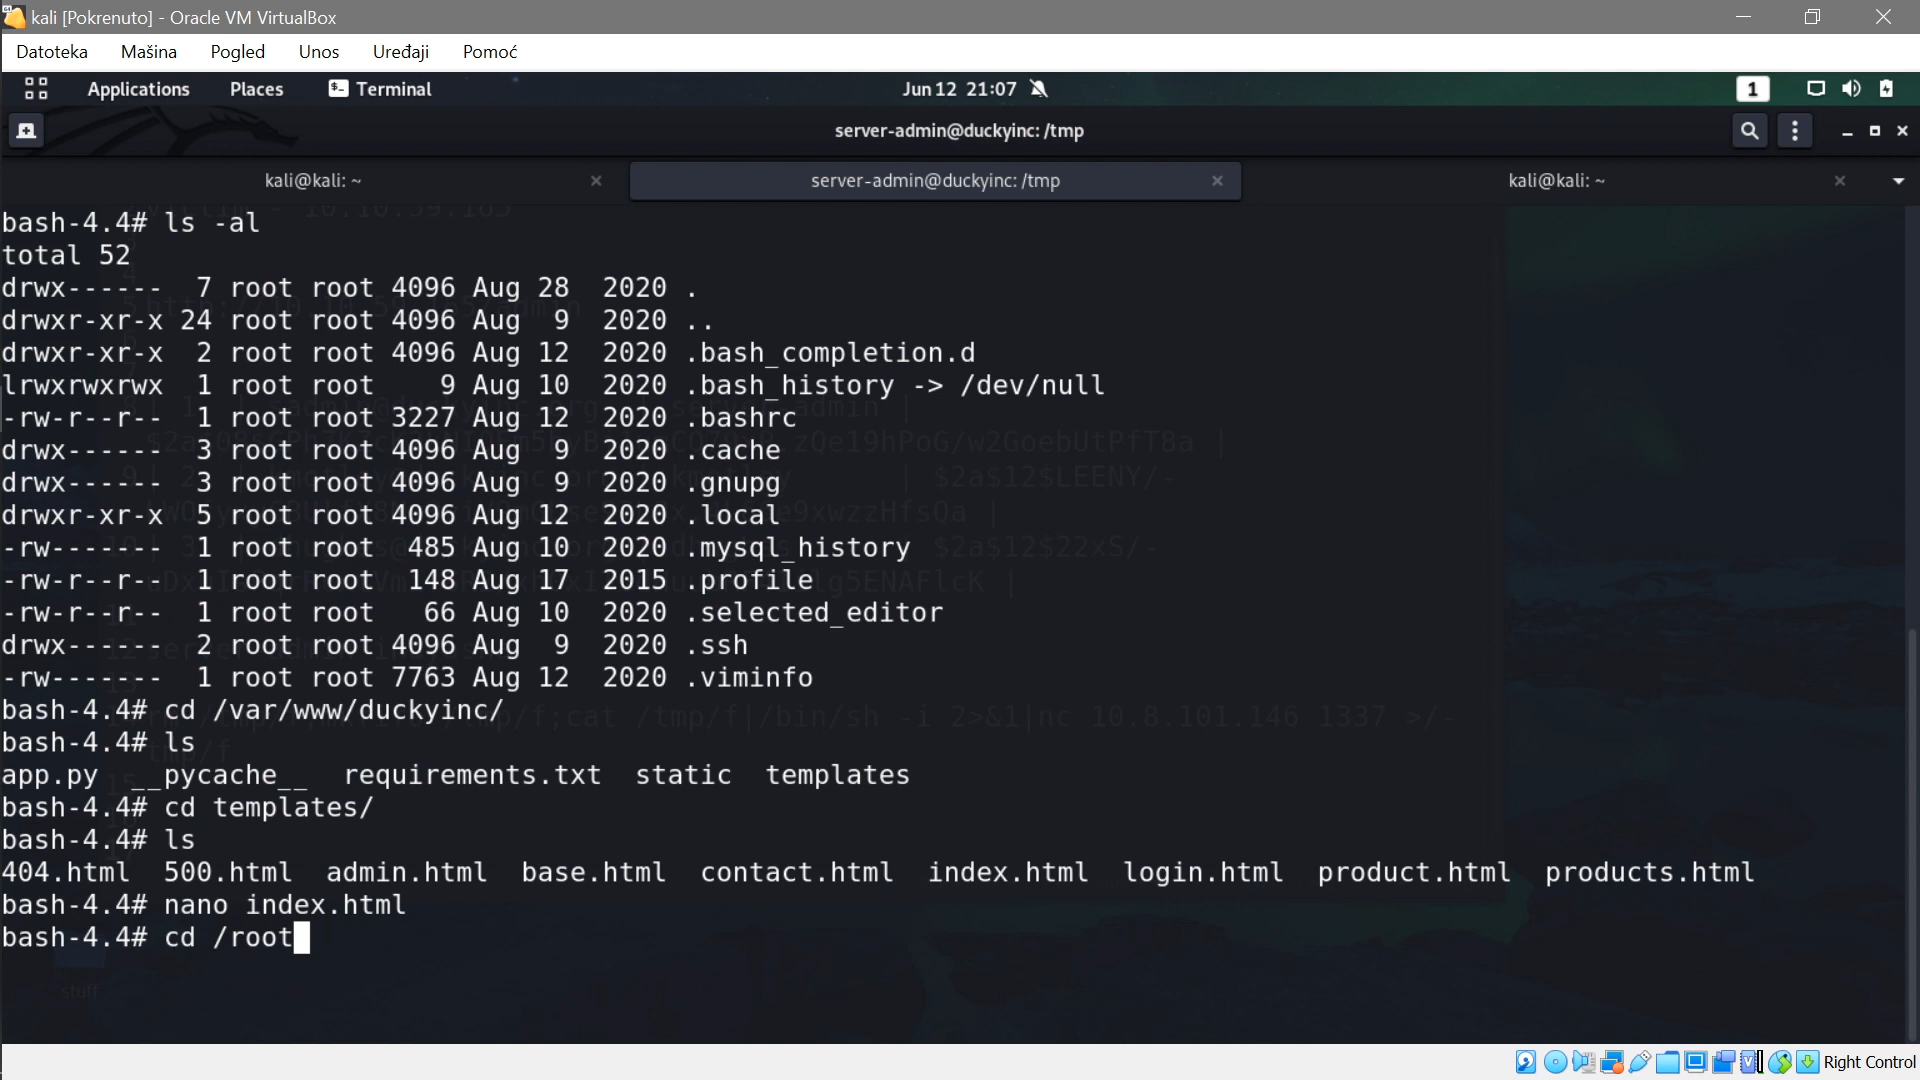 kali [Pokrenuto] - Oracle VM VirtualBox
Datoteka Mašina Pogled Unos Uređaji Pomoć
Applications Places Terminal Jun 12 21:07 1
server-admin@duckyinc: /tmp
kali@kali: ~ server-admin@duckyinc: /tmp kali@kali: ~
bash-4.4# ls -al
total 52
drwx------  7 root root 4096 Aug 28  2020 .
drwxr-xr-x 24 root root 4096 Aug  9  2020 ..
drwxr-xr-x  2 root root 4096 Aug 12  2020 .bash_completion.d
lrwxrwxrwx  1 root root    9 Aug 10  2020 .bash_history -> /dev/null
-rw-r--r--  1 root root 3227 Aug 12  2020 .bashrc
drwx------  3 root root 4096 Aug  9  2020 .cache
drwx------  3 root root 4096 Aug  9  2020 .gnupg
drwxr-xr-x  5 root root 4096 Aug 12  2020 .local
-rw-------  1 root root  485 Aug 10  2020 .mysql_history
-rw-r--r--  1 root root  148 Aug 17  2015 .profile
-rw-r--r--  1 root root   66 Aug 10  2020 .selected_editor
drwx------  2 root root 4096 Aug  9  2020 .ssh
-rw-------  1 root root 7763 Aug 12  2020 .viminfo
bash-4.4# cd /var/www/duckyinc/
bash-4.4# ls
app.py  __pycache__  requirements.txt  static  templates
bash-4.4# cd templates/
bash-4.4# ls
404.html  500.html  admin.html  base.html  contact.html  index.html  login.html  product.html  products.html
bash-4.4# nano index.html
bash-4.4# cd /root
stuff
Right Control